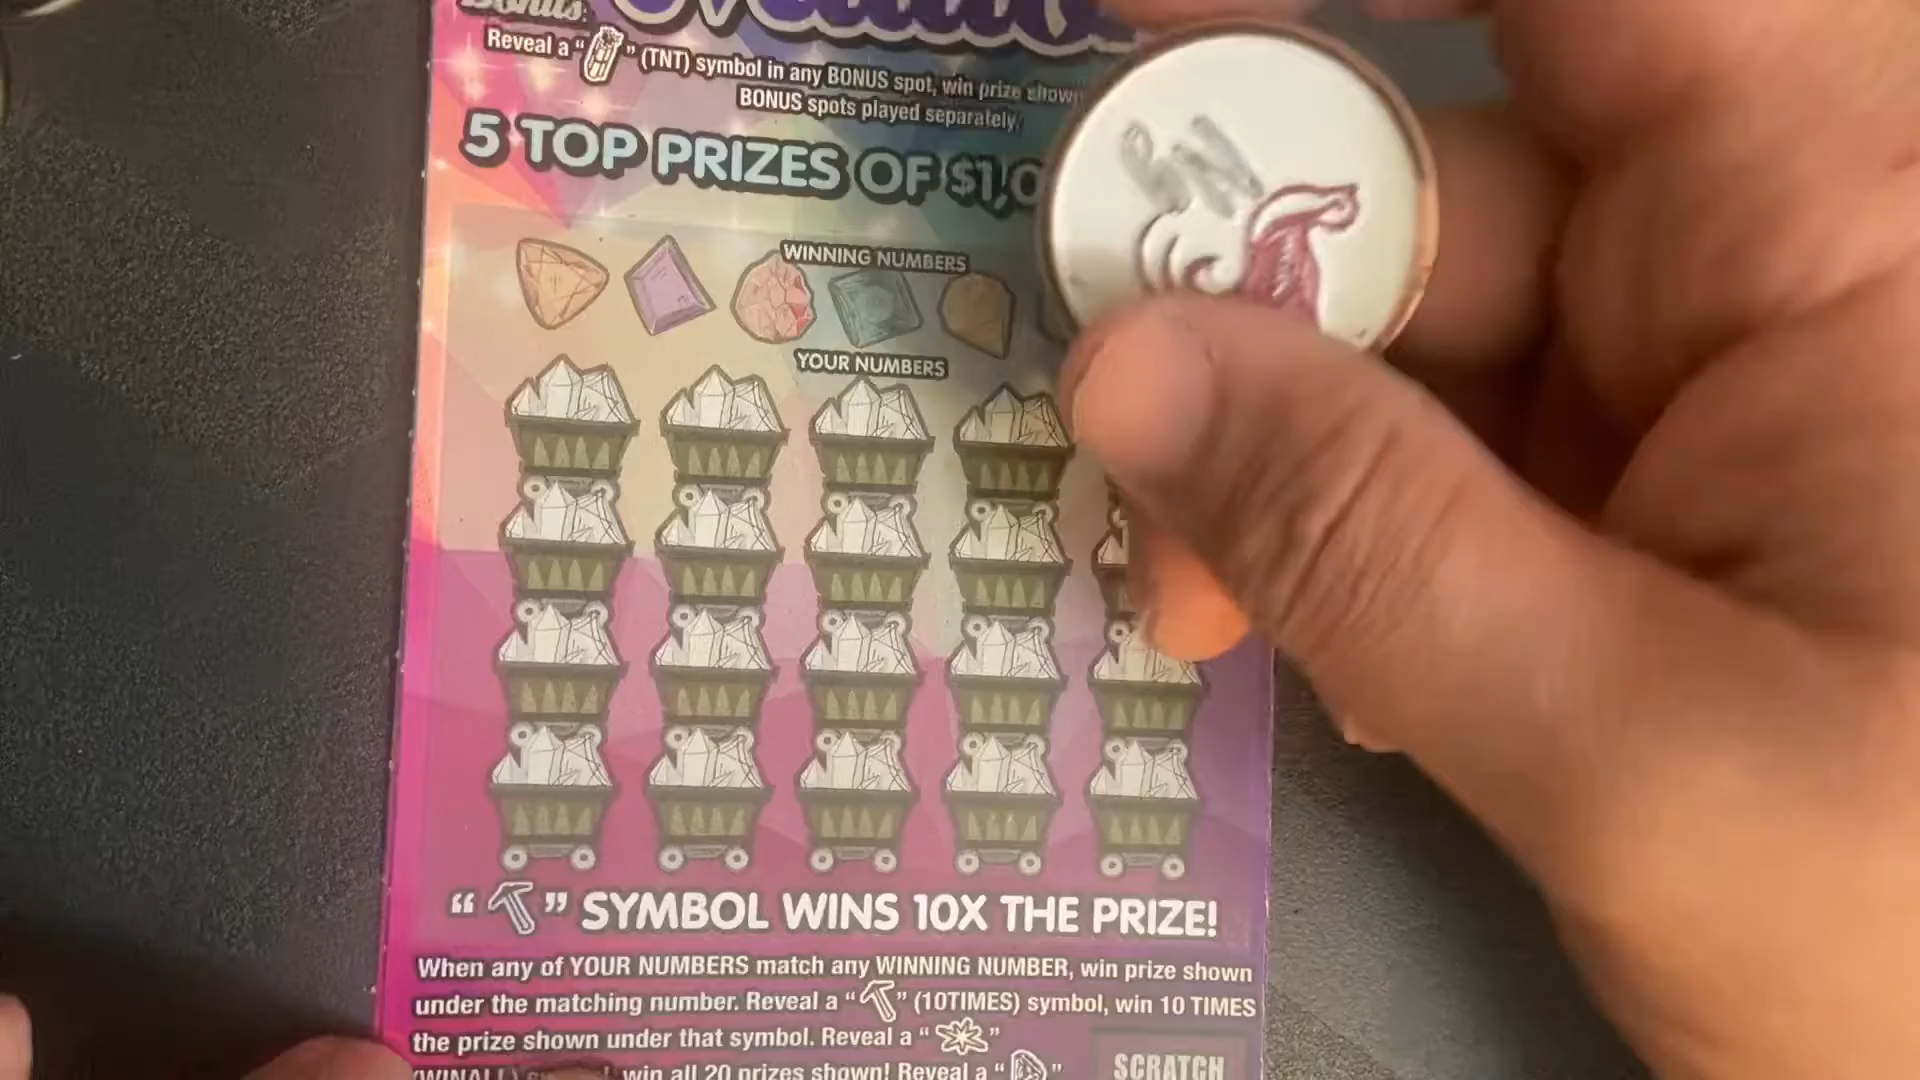 Bonus:
Reveal a " " (TNT) symbol in any BONUS spot, win prize shown
BONUS spots played separately.
5 TOP PRIZES OF $1,0
WINNING NUMBERS
YOUR NUMBERS
" " SYMBOL WINS 10X THE PRIZE!
When any of YOUR NUMBERS match any WINNING NUMBER, win prize shown
under the matching number. Reveal a " " (10TIMES) symbol, win 10 TIMES
the prize shown under that symbol. Reveal a " "
(WINALL) win all 20 prizes shown! Reveal a " "
SCRATCH